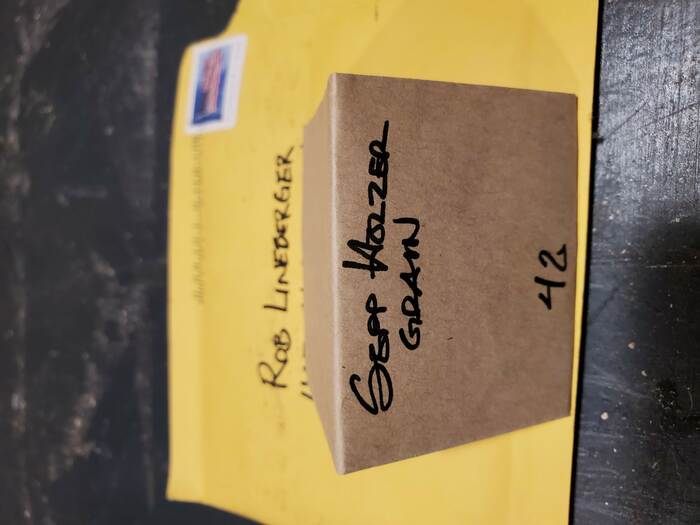 ROB LINEBERGER
SEPP HOLZER
GRAIN
42